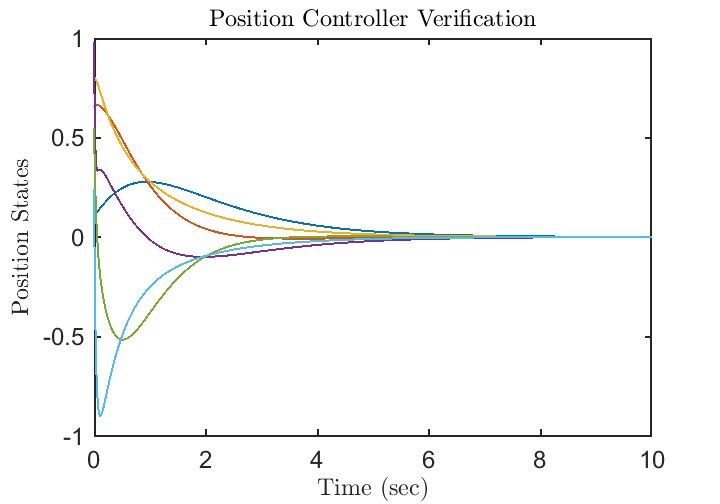 Position Controller Verification
Position States
1
0.5
0
-0.5
-1
0 2 4 6 8 10
Time (sec)